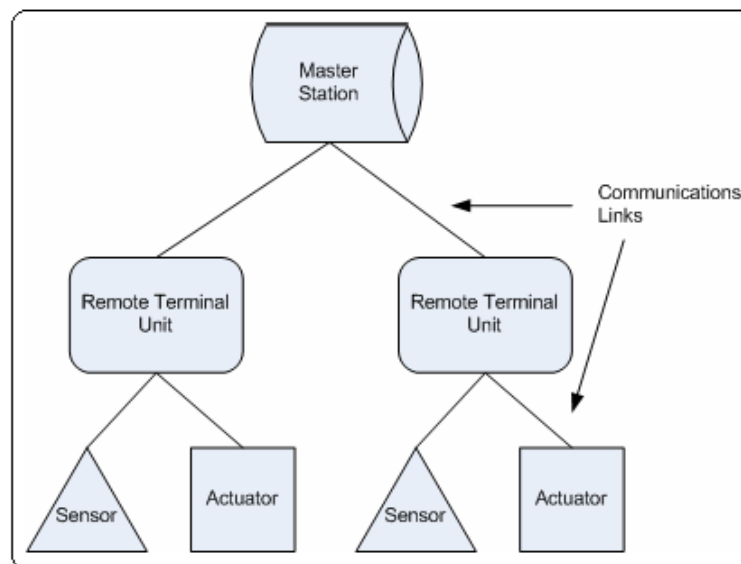 Master
Station
Communications
Links
Remote Terminal
Unit
Remote Terminal
Unit
Sensor
Actuator
Sensor
Actuator